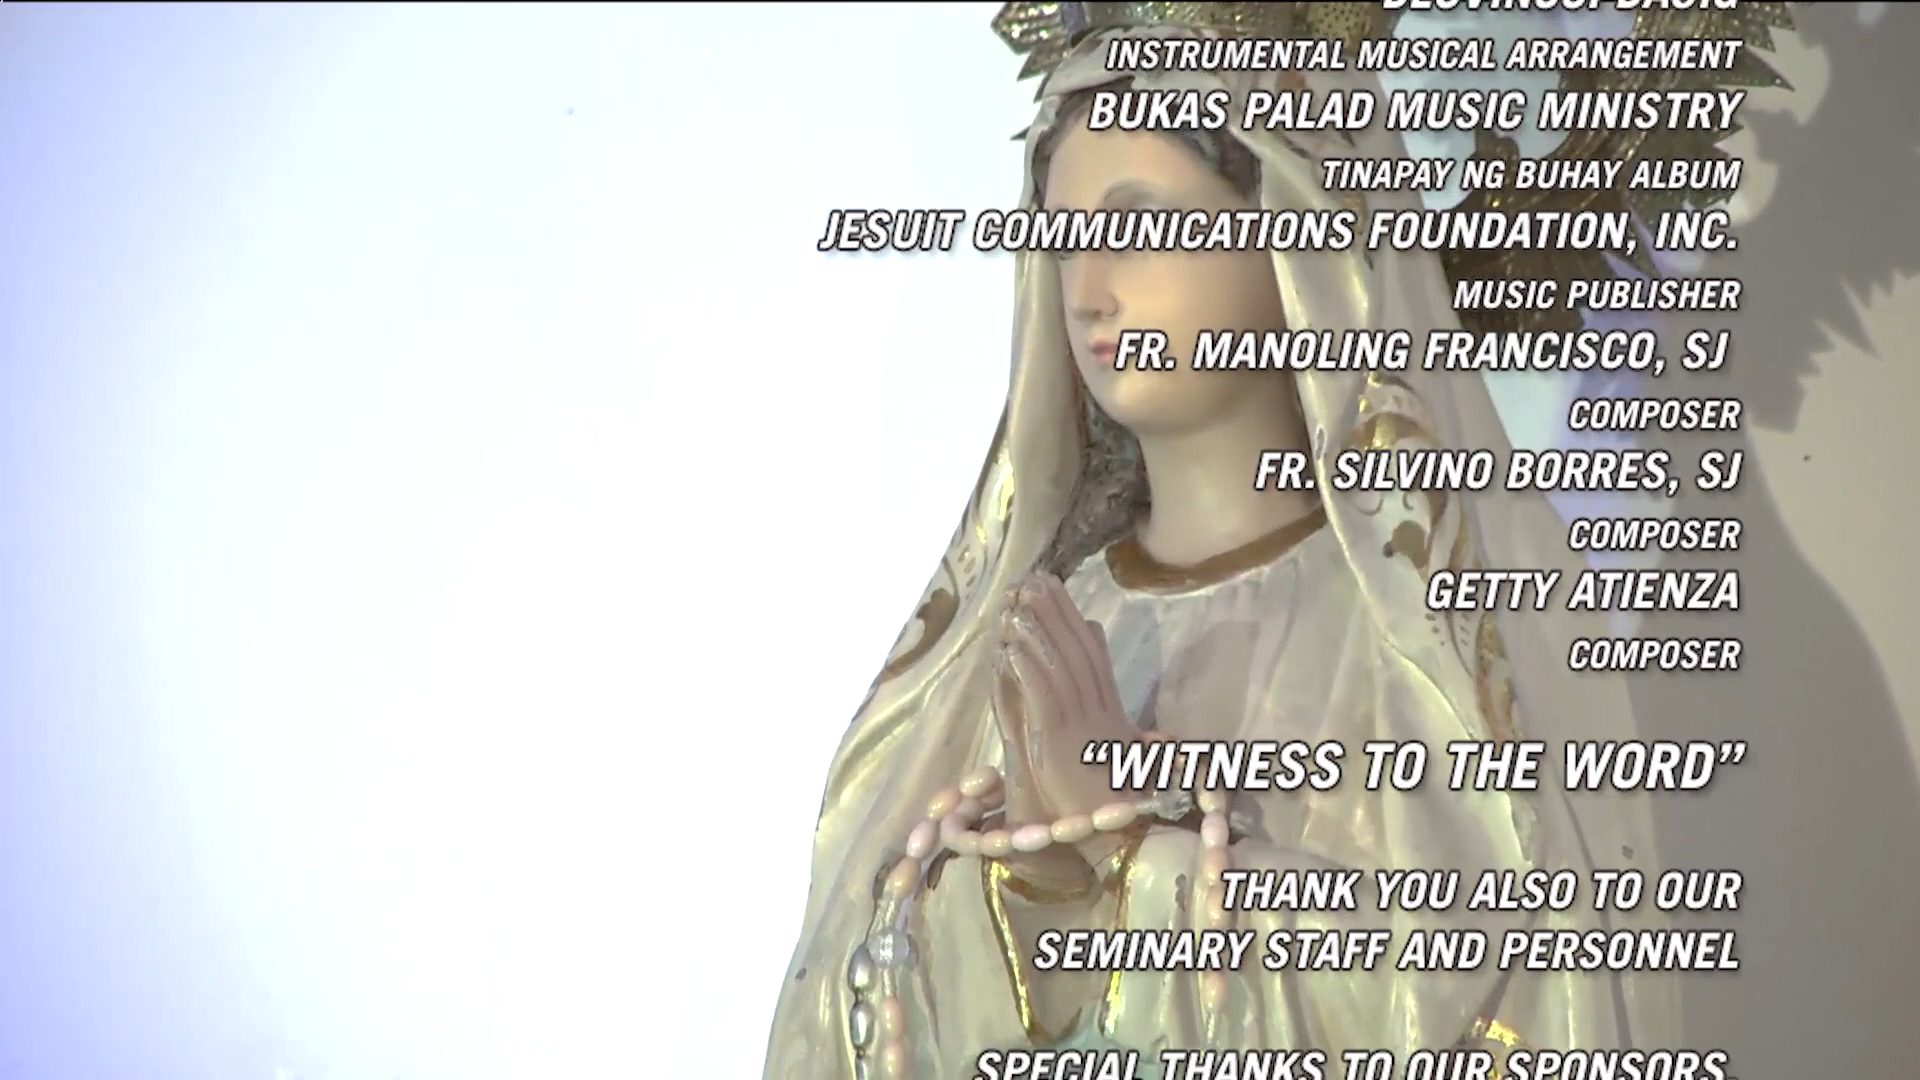 INSTRUMENTAL MUSICAL ARRANGEMENT
BUKAS PALAD MUSIC MINISTRY
TINAPAY NG BUHAY ALBUM
JESUIT COMMUNICATIONS FOUNDATION, INC.
MUSIC PUBLISHER
FR. MANOLING FRANCISCO, SJ
COMPOSER
FR. SILVINO BORRES, SJ
COMPOSER
GETTY ATIENZA
COMPOSER
“WITNESS TO THE WORD”
THANK YOU ALSO TO OUR
SEMINARY STAFF AND PERSONNEL
SPECIAL THANKS TO OUR SPONSORS,